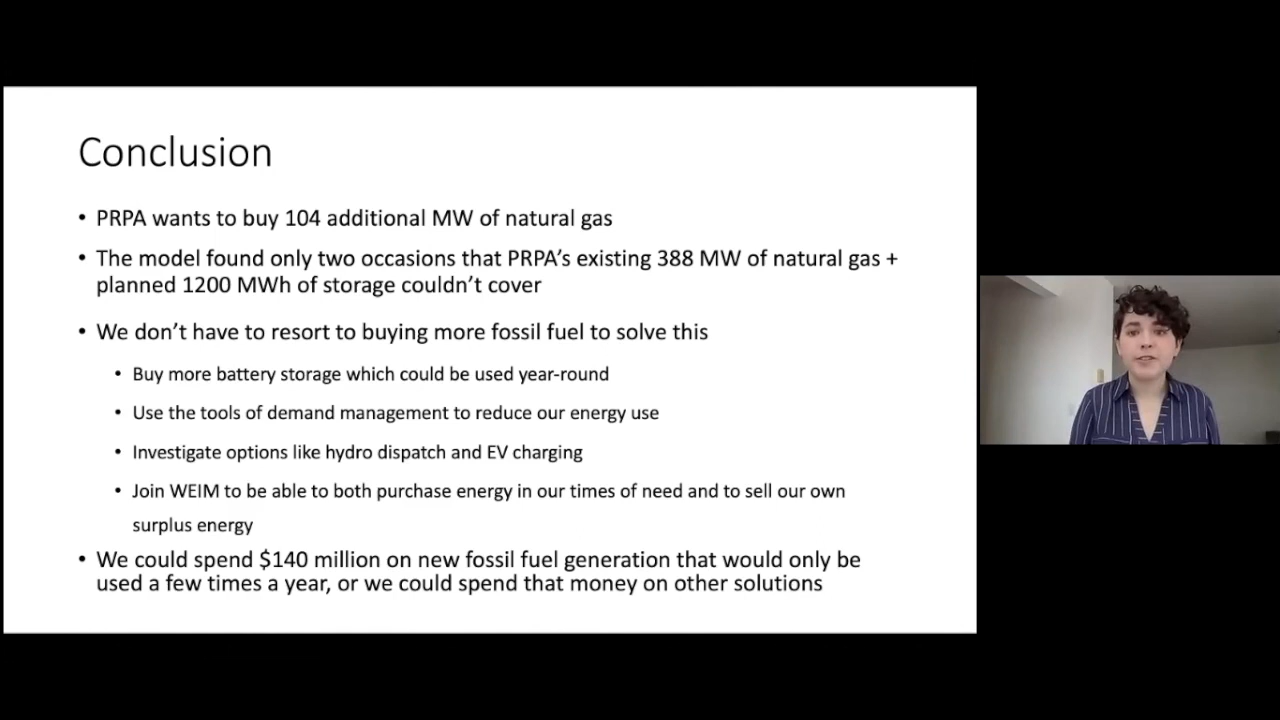 Conclusion
• PRPA wants to buy 104 additional MW of natural gas
• The model found only two occasions that PRPA’s existing 388 MW of natural gas +
planned 1200 MWh of storage couldn’t cover
• We don’t have to resort to buying more fossil fuel to solve this
• Buy more battery storage which could be used year-round
• Use the tools of demand management to reduce our energy use
• Investigate options like hydro dispatch and EV charging
• Join WEIM to be able to both purchase energy in our times of need and to sell our own
surplus energy
• We could spend $140 million on new fossil fuel generation that would only be
used a few times a year, or we could spend that money on other solutions